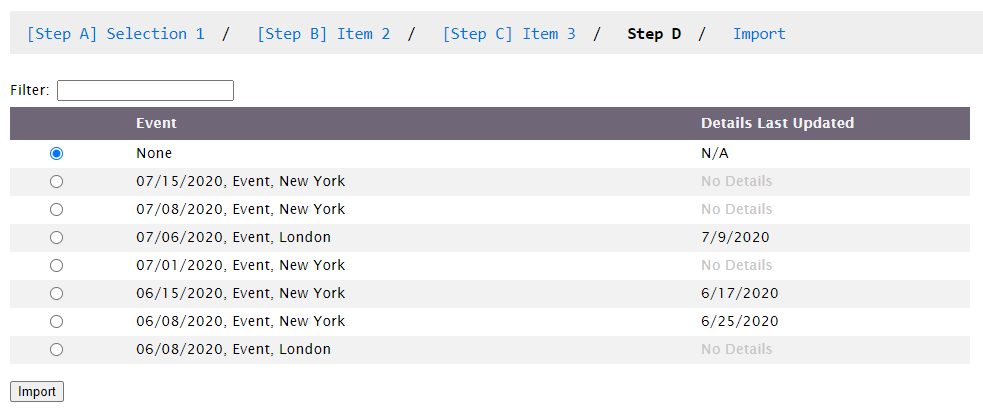 [Step A] Selection 1 / [Step B] Item 2 / [Step C] Item 3 / Step D / Import
Filter:
Event Details Last Updated
None N/A
07/15/2020, Event, New York No Details
07/08/2020, Event, New York No Details
07/06/2020, Event, London 7/9/2020
07/01/2020, Event, New York No Details
06/15/2020, Event, New York 6/17/2020
06/08/2020, Event, New York 6/25/2020
06/08/2020, Event, London No Details
Import